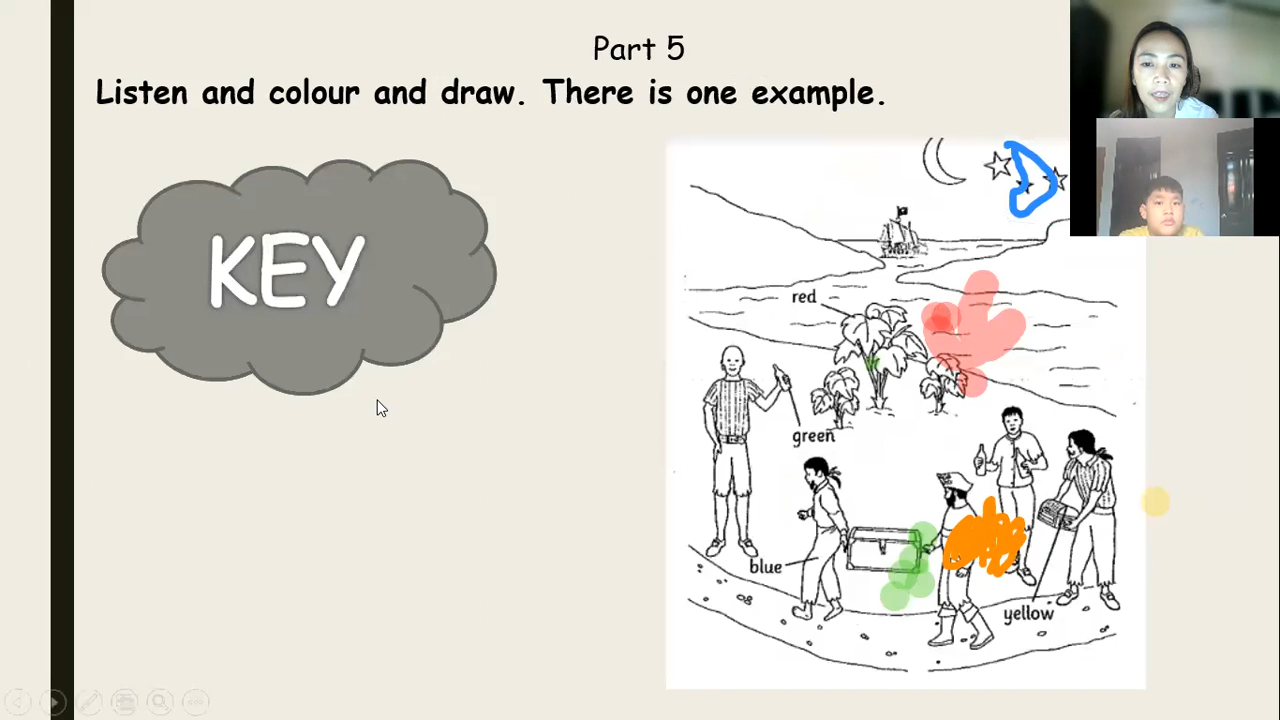 Part 5
Listen and colour and draw. There is one example.
KEY
red
green
blue
yellow